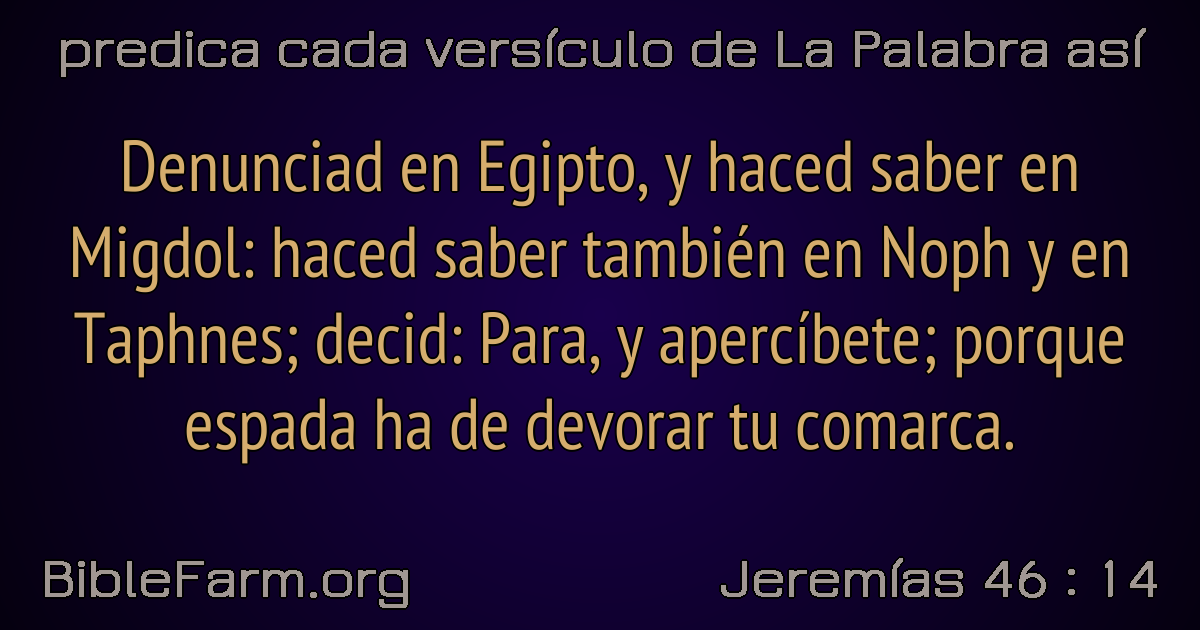 predica cada versículo de La Palabra así
Denunciad en Egipto, y haced saber en
Migdol: haced saber también en Noph y en
Taphnes; decid: Para, y apercíbete; porque
espada ha de devorar tu comarca.
BibleFarm.org
Jeremías 46 : 14